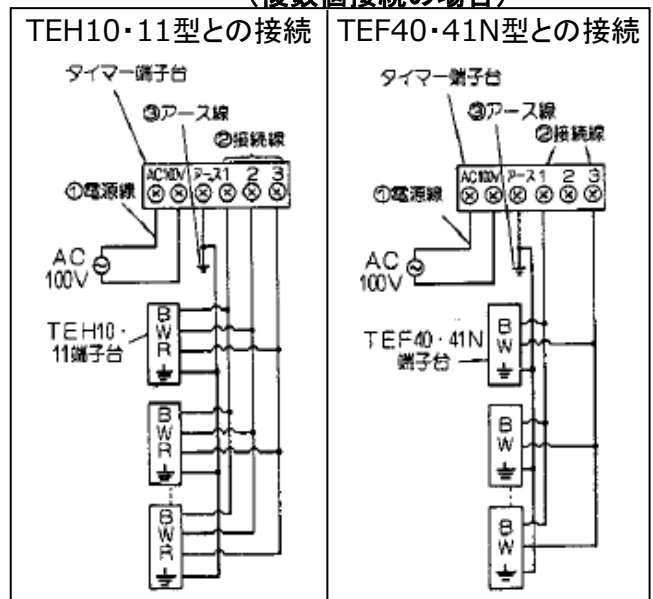 （複数個接続の場合）
TEH10・11型との接続
タイマー端子台
③アース線
②接続線
AC100V アース 1 2 3
①電源線
AC
100V
TEH10・
11端子台
B
W
R
B
W
R
B
W
R
TEF40・41N型との接続
タイマー端子台
③アース線
②接続線
AC100V アース 1 2 3
①電源線
AC
100V
TEF40・41N
端子台
B
W
B
W
B
W